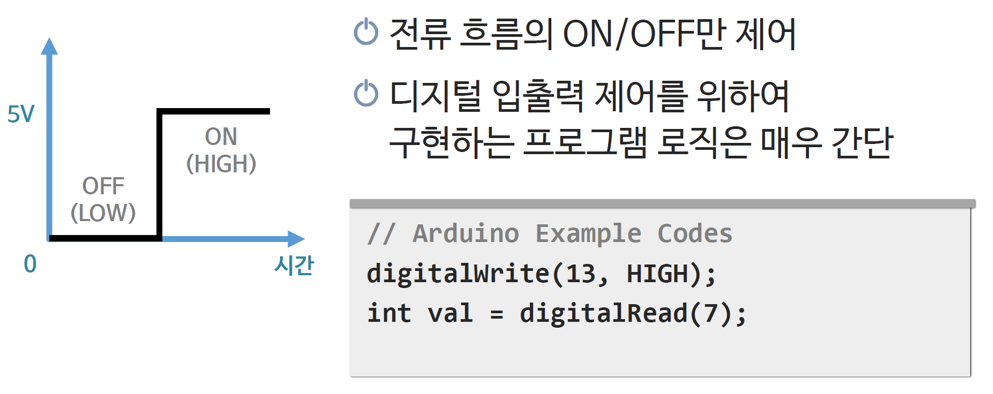 전류 흐름의 ON/OFF만 제어
디지털 입출력 제어를 위하여
구현하는 프로그램 로직은 매우 간단
5V
ON
(HIGH)
OFF
(LOW)
0
시간
// Arduino Example Codes
digitalWrite(13, HIGH);
int val = digitalRead(7);